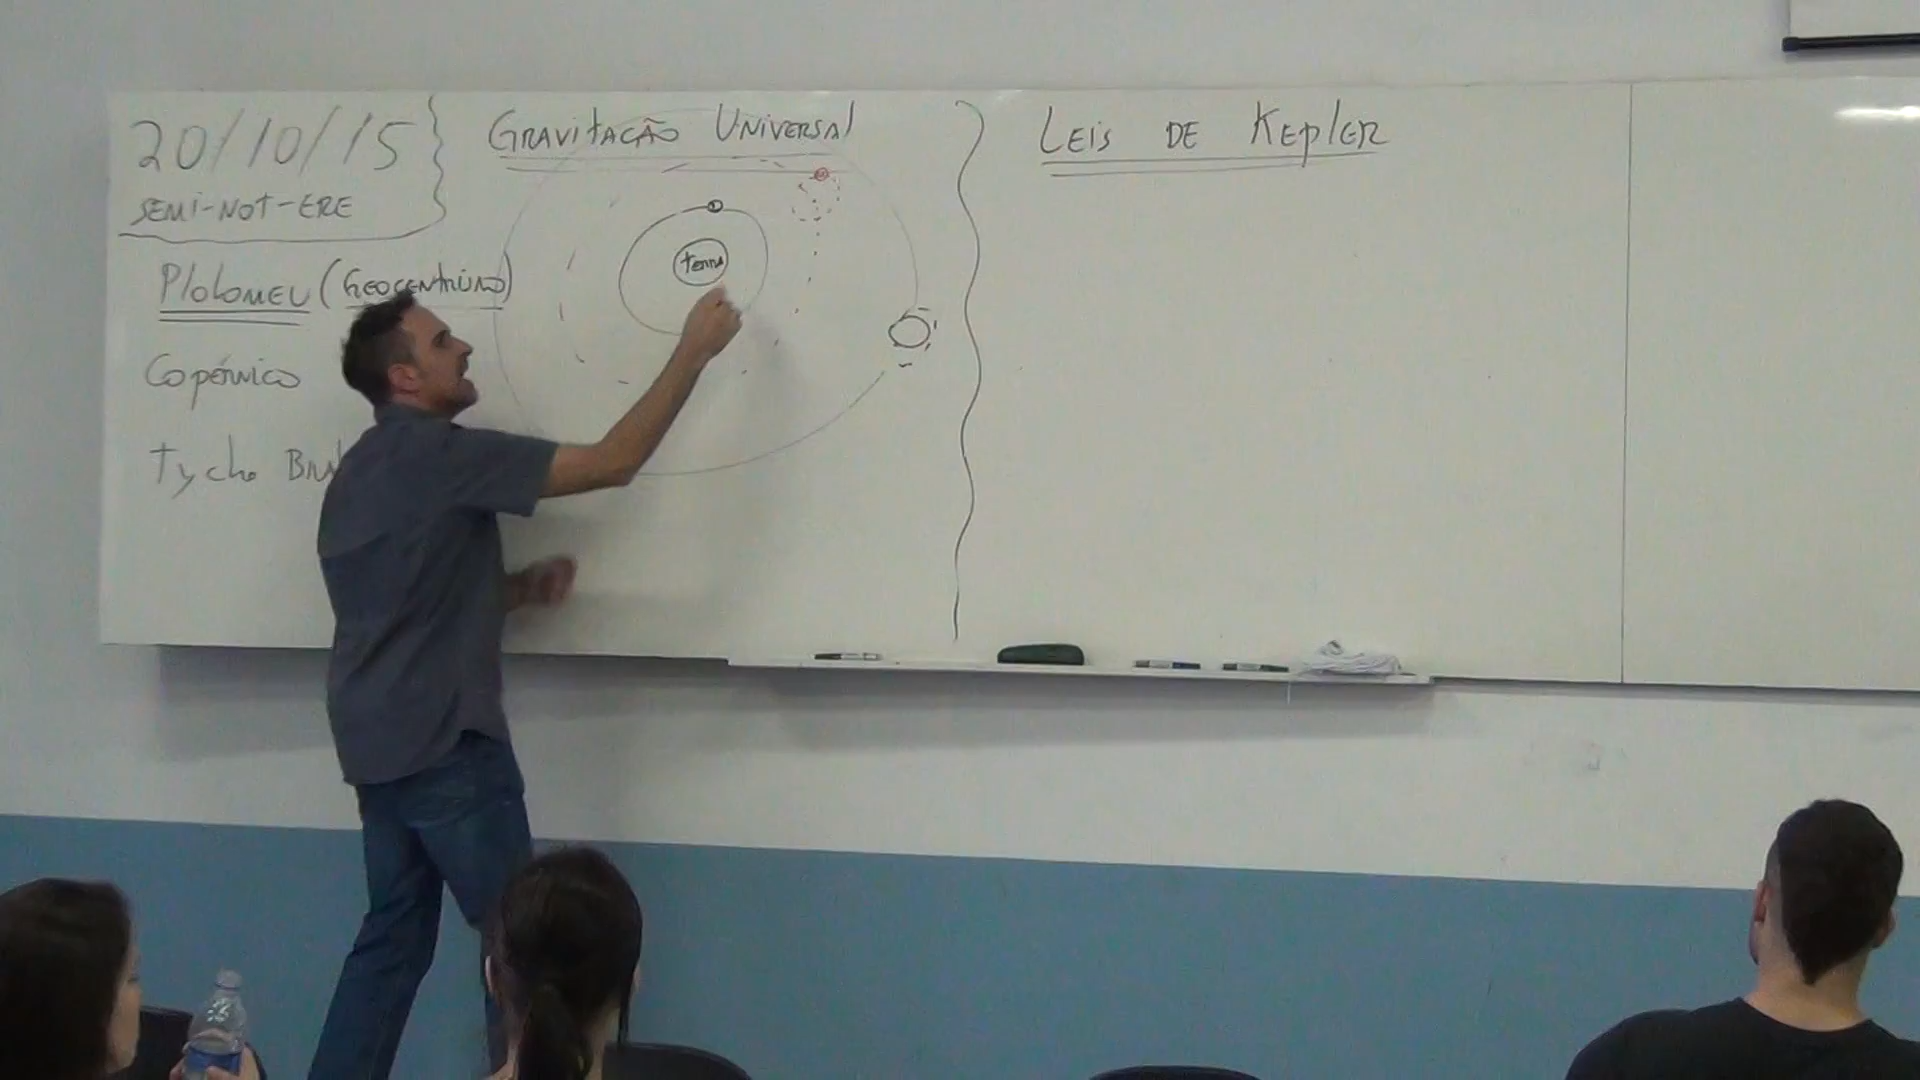 20/10/15
SEMI-NOT-ERE
GRAVITAÇÃO UNIVERSAL
LEIS DE KEPLER
PTOLOMEU (GEOCENTRISMO)
COPÉRNICO
TYCHO
TERRA